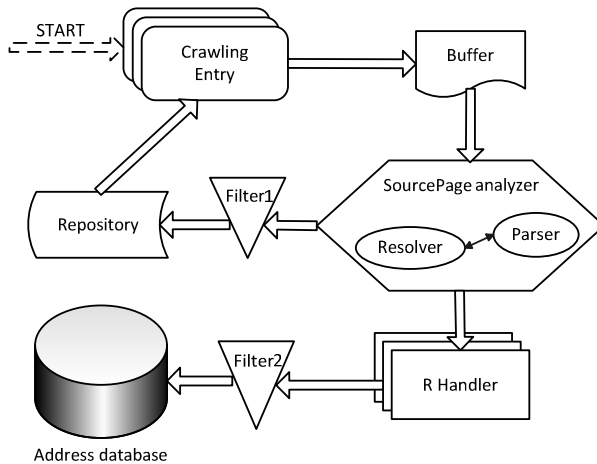 START
Crawling
Entry
Buffer
SourcePage analyzer
Resolver
Parser
Filter1
Repository
R Handler
Filter2
Address database